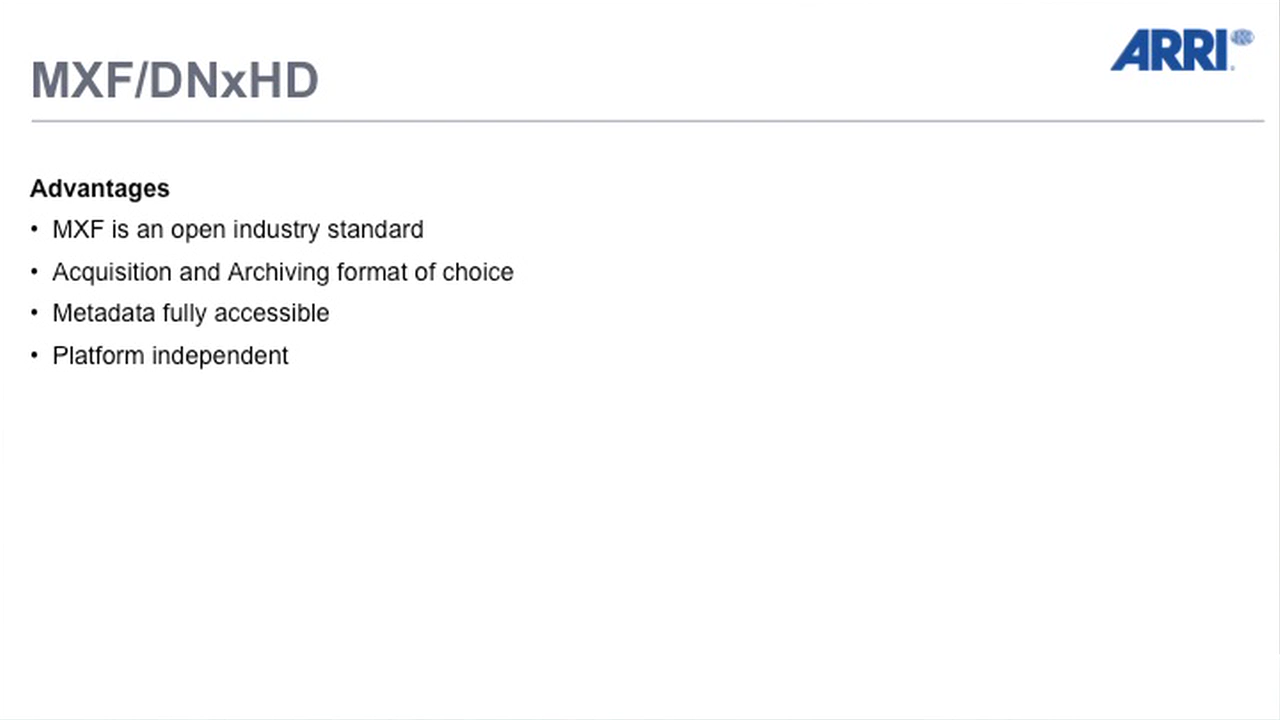 ARRI
MXF/DNxHD
Advantages
• MXF is an open industry standard
• Acquisition and Archiving format of choice
• Metadata fully accessible
• Platform independent